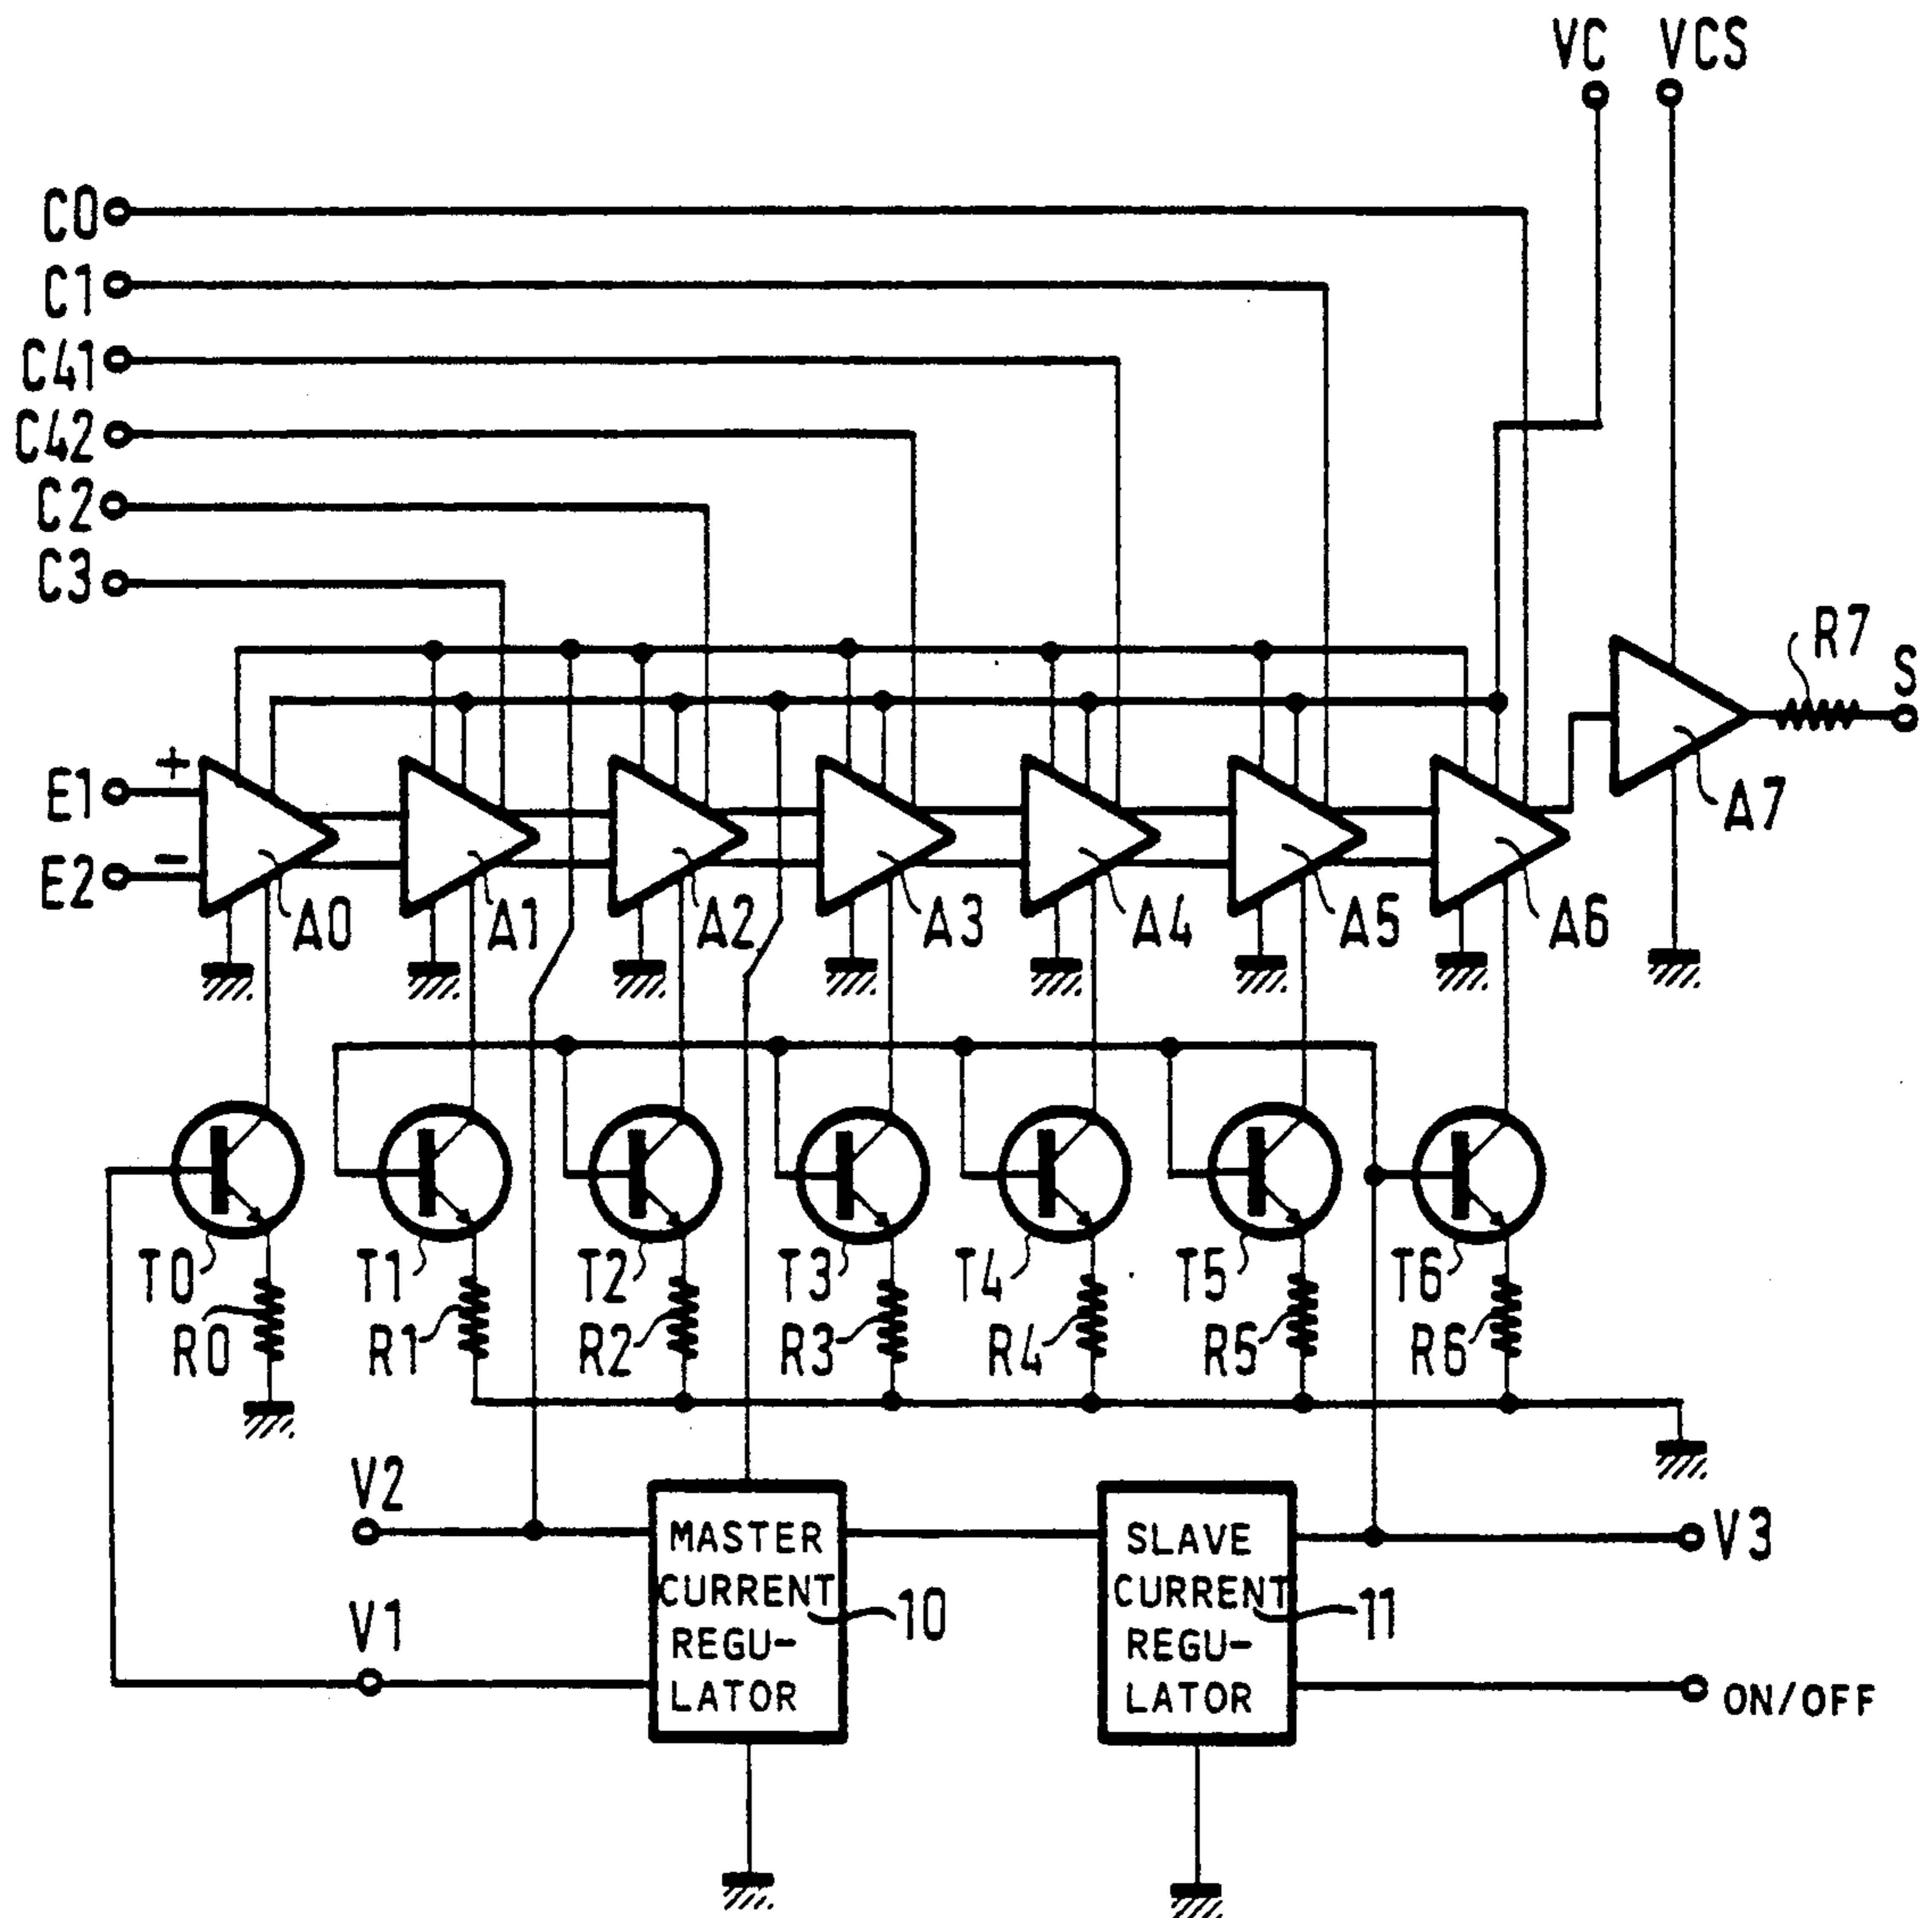 VC VCS
C0
C1
C41
C42
C2
C3
R7
S
+
E1
A7
-
E2
A0 A1 A2 A3 A4 A5 A6
T0 T1 T2 T3 T4 T5 T6
R0 R1 R2 R3 R4 R5 R6
V2
MASTER
CURRENT
REGU-
LATOR
10
SLAVE
CURRENT
REGU-
LATOR
11
V3
V1
ON/OFF